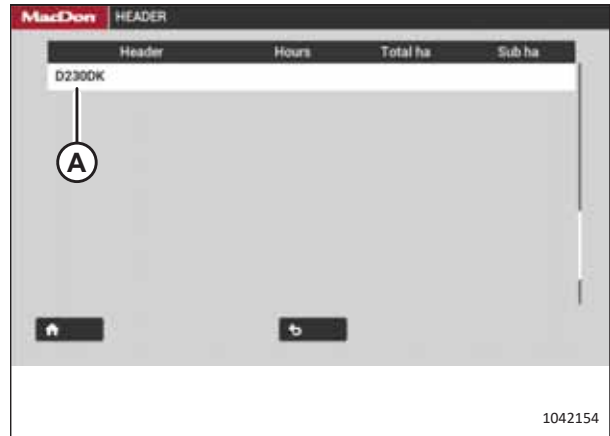 MacDon HEADER
Header Hours Total ha Sub ha
D230DK
A
1042154